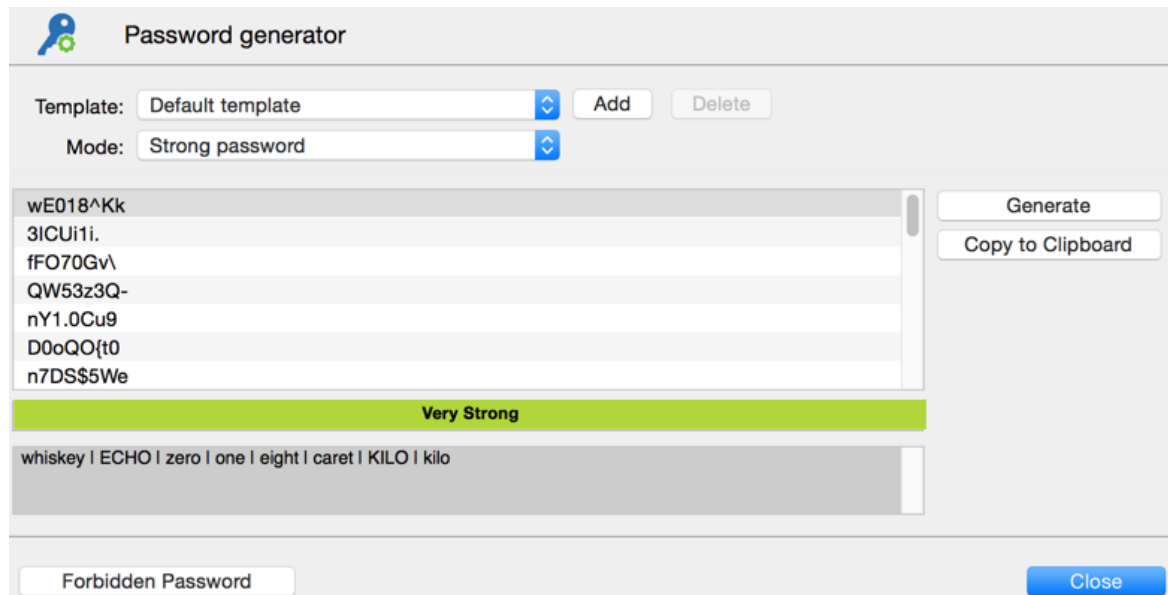 Password generator
Template: Default template Add Delete
Mode: Strong password
wE018^Kk
Generate
3ICUi1i.
Copy to Clipboard
fFO70Gv\
QW53z3Q-
nY1.0Cu9
D0oQO{t0
n7DS$5We
Very Strong
whiskey | ECHO | zero | one | eight | caret | KILO | kilo
Forbidden Password Close